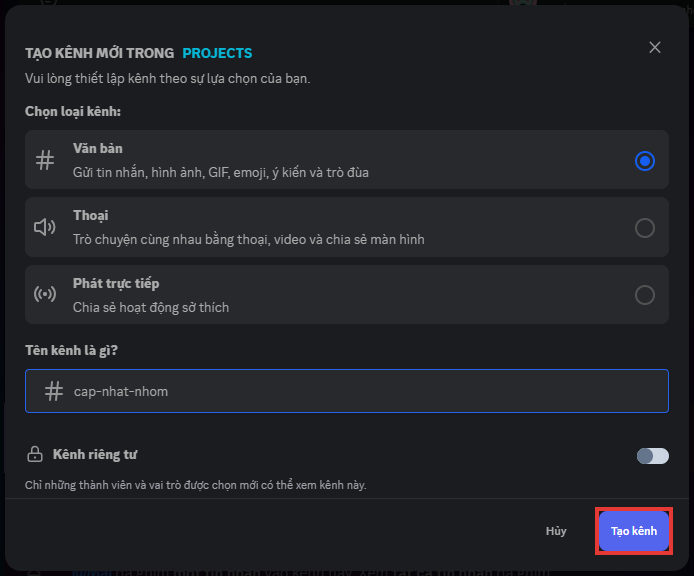 TẠO KÊNH MỚI TRONG PROJECTS
Vui lòng thiết lập kênh theo sự lựa chọn của bạn.
Chọn loại kênh:
Văn bản
Gửi tin nhắn, hình ảnh, GIF, emoji, ý kiến và trò đùa
Thoại
Trò chuyện cùng nhau bằng thoại, video và chia sẻ màn hình
Phát trực tiếp
Chia sẻ hoạt động sở thích
Tên kênh là gì?
# cap-nhat-nhom
Kênh riêng tư
Chỉ những thành viên và vai trò được chọn mới có thể xem kênh này.
Hủy
Tạo kênh